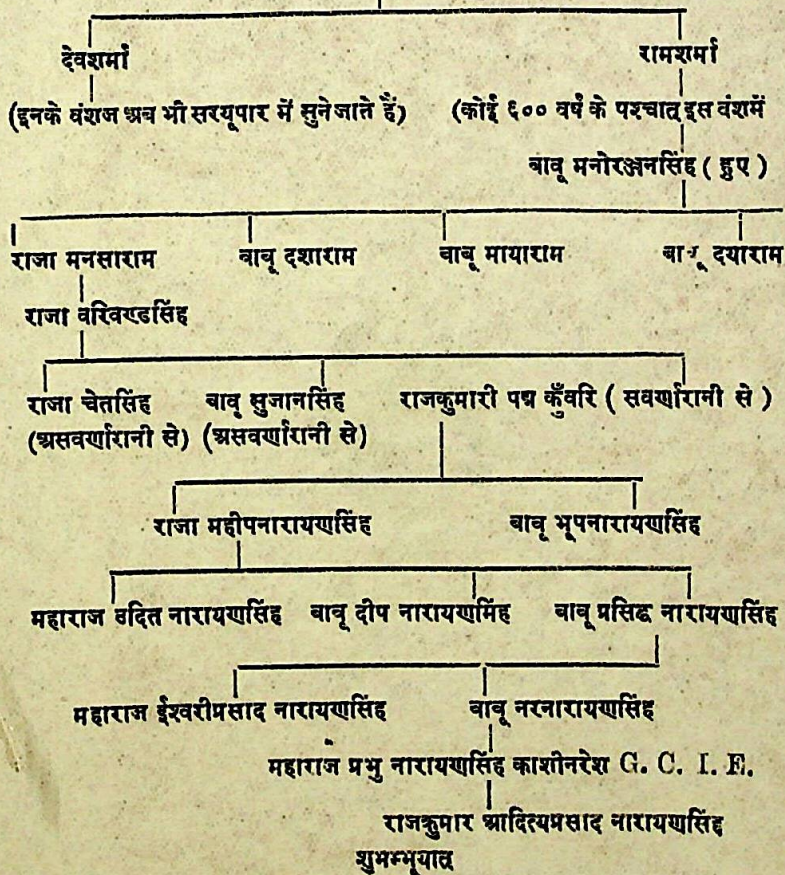 देवशर्मा रामशर्मा
(इनके वंशज अब भी सरयूपार में सुनेजाते हैं) (कोई ६०० वर्ष के पश्चात् इस वंशमें
बाबू मनोरञ्जनसिंह ( हुए )
राजा मनसाराम बाबू दशाराम बाबू मायाराम बाबू दयाराम
राजा वरिवण्डसिंह
राजा चेतसिंह बाबू सुजानसिंह राजकुमारी पद्म कुँवरि ( सवर्णारानी से )
(असवर्णारानी से) (असवर्णारानी से)
राजा महीपनारायणसिंह बाबू भूपनारायणसिंह
महाराज उदित नारायणसिंह बाबू दीप नारायणसिंह बाबू प्रसिद्ध नारायणसिंह
महाराज ईश्वरीप्रसाद नारायणसिंह बाबू नरनारायणसिंह
महाराज प्रभु नारायणसिंह काशीनरेश G. C. I. E.
राजकुमार आदित्यप्रसाद नारायणसिंह
शुभम्भूयात्